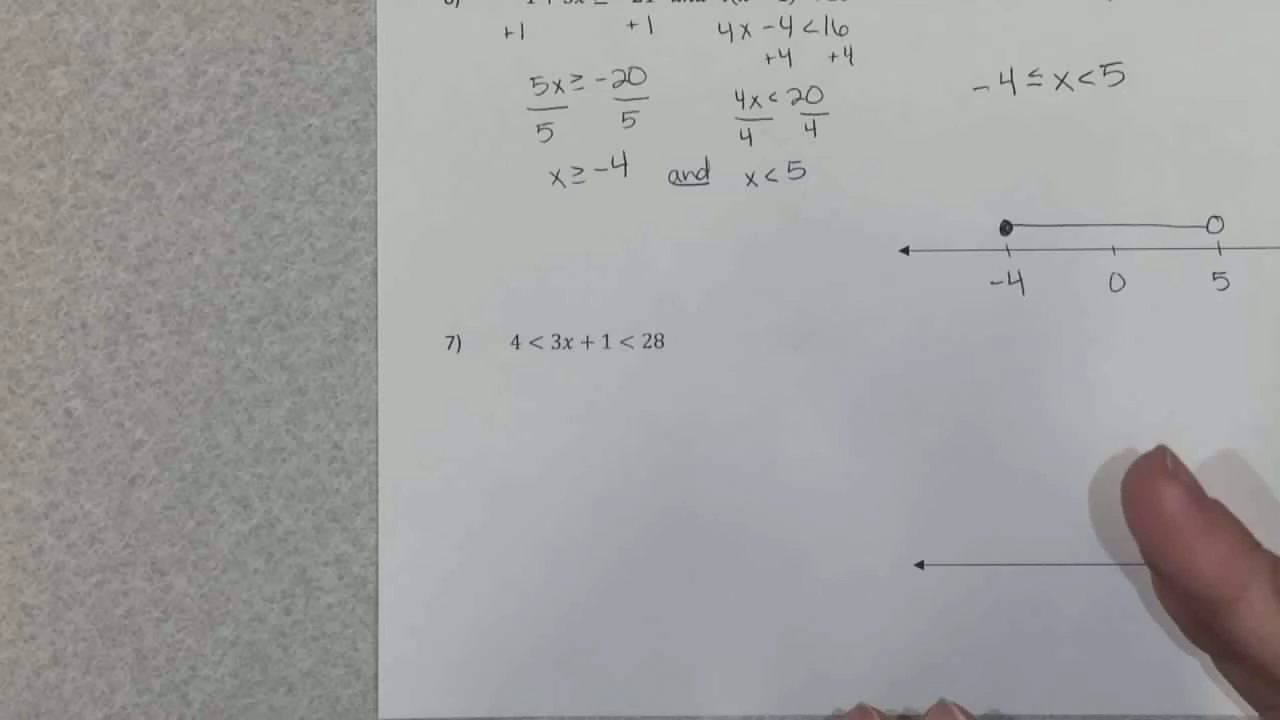 +1 +1 4x -4 < 16
+4 +4
5x ≥ -20
5 5
4x < 20
4 4
x ≥ -4 and x < 5
-4 ≤ x < 5
-4 0 5
7) 4 < 3x + 1 < 28